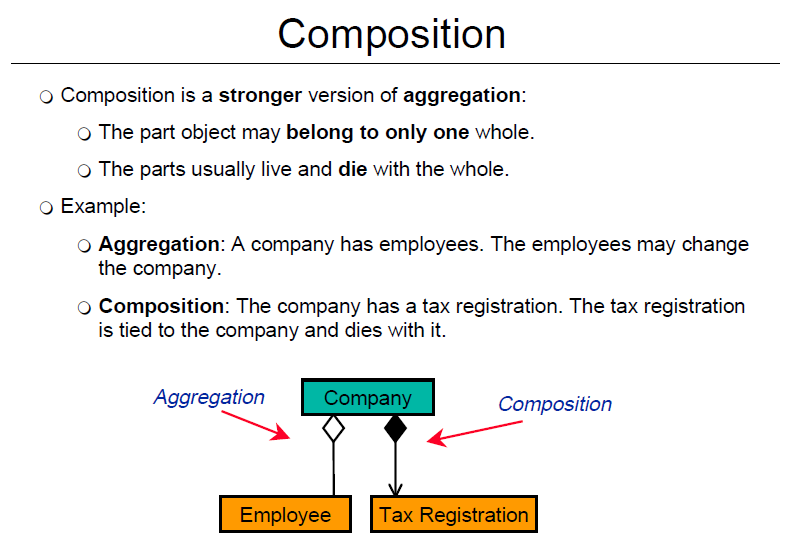 Composition
Composition is a stronger version of aggregation:
The part object may belong to only one whole.
The parts usually live and die with the whole.
Example:
Aggregation: A company has employees. The employees may change
the company.
Composition: The company has a tax registration. The tax registration
is tied to the company and dies with it.
Aggregation
Company
Composition
Employee
Tax Registration